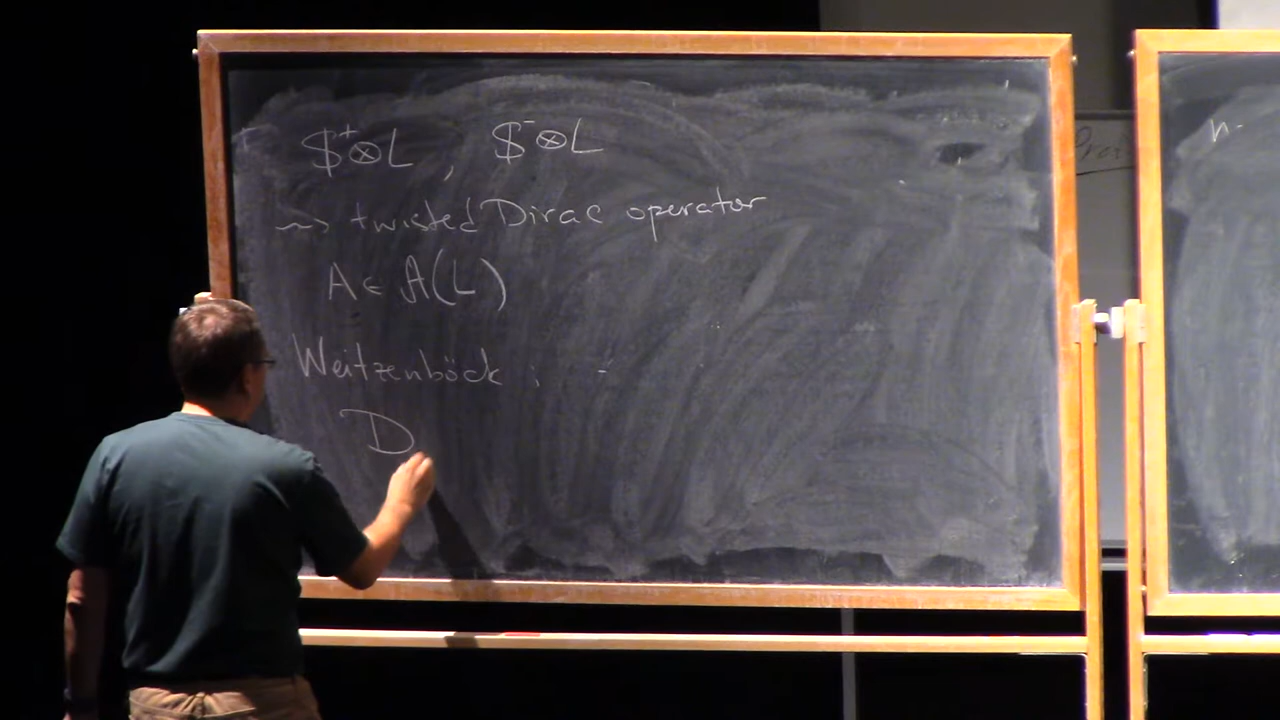 $⁺⊗L , $⁻⊗L
⇝ twisted Dirac operator
A ∈ 𝒜(L)
Weitzenböck :
D
n-